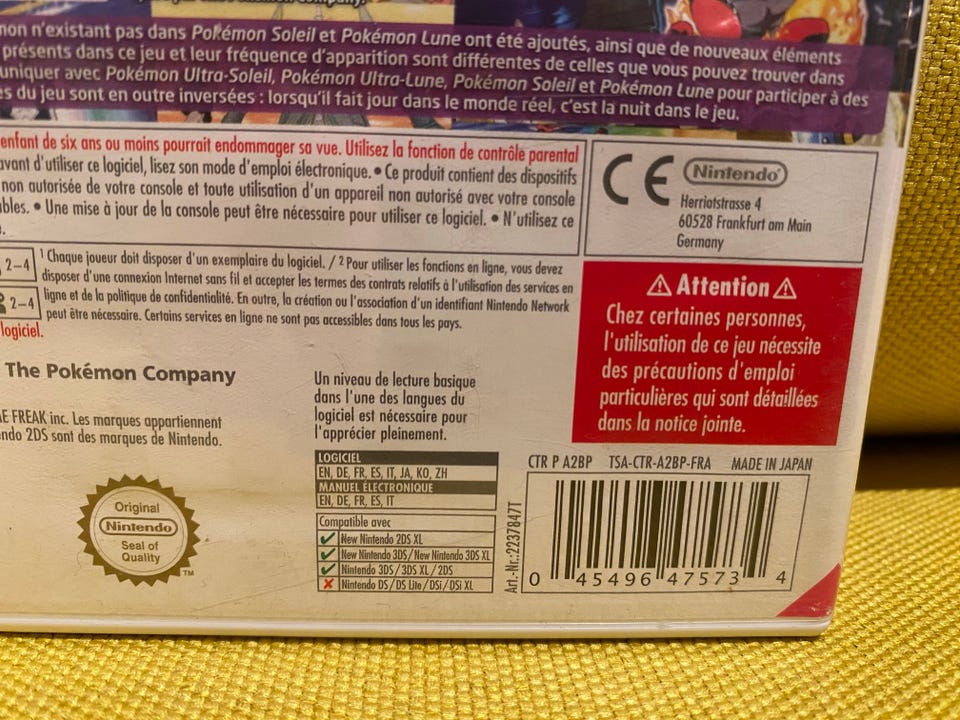 mon n'existant pas dans Pokémon Soleil et Pokémon Lune ont été ajoutés, ainsi que de nouveaux éléments
présents dans ce jeu et leur fréquence d'apparition sont différentes de celles que vous pouvez trouver dans
uniquer avec Pokémon Ultra-Soleil, Pokémon Ultra-Lune, Pokémon Soleil et Pokémon Lune pour participer à des
es du jeu sont en outre inversées : lorsqu'il fait jour dans le monde réel, c'est la nuit dans le jeu.
enfant de six ans ou moins pourrait endommager sa vue. Utilisez la fonction de contrôle parental
avant d'utiliser ce logiciel, lisez son mode d'emploi électronique. • Ce produit contient des dispositifs
non autorisée de votre console et toute utilisation d'un appareil non autorisé avec votre console
bles. • Une mise à jour de la console peut être nécessaire pour utiliser ce logiciel. • N'utilisez ce
CE
Nintendo®
Herriotstrasse 4
60528 Frankfurt am Main
Germany
2–4
2–4
¹ Chaque joueur doit disposer d'un exemplaire du logiciel. / ² Pour utiliser les fonctions en ligne, vous devez
disposer d'une connexion Internet sans fil et accepter les termes des contrats relatifs à l'utilisation des services en
ligne et de la politique de confidentialité. En outre, la création ou l'association d'un identifiant Nintendo Network
peut être nécessaire. Certains services en ligne ne sont pas accessibles dans tous les pays.
logiciel.
⚠ Attention ⚠
Chez certaines personnes,
l'utilisation de ce jeu nécessite
des précautions d'emploi
particulières qui sont détaillées
dans la notice jointe.
The Pokémon Company
E FREAK inc. Les marques appartiennent
ndo 2DS sont des marques de Nintendo.
Un niveau de lecture basique
dans l'une des langues du
logiciel est nécessaire pour
l'apprécier pleinement.
LOGICIEL
EN, DE, FR, ES, IT, JA, KO, ZH
MANUEL ÉLECTRONIQUE
EN, DE, FR, ES, IT
Compatible avec
✓ New Nintendo 2DS XL
✓ New Nintendo 3DS/New Nintendo 3DS XL
✓ Nintendo 3DS/3DS XL/2DS
✗ Nintendo DS/DS Lite/DSi/DSi XL
Original
Nintendo®
Seal of
Quality
TM
CTR P A2BP TSA-CTR-A2BP-FRA MADE IN JAPAN
Art.-Nr.:2237847T
0 45496 47573 4